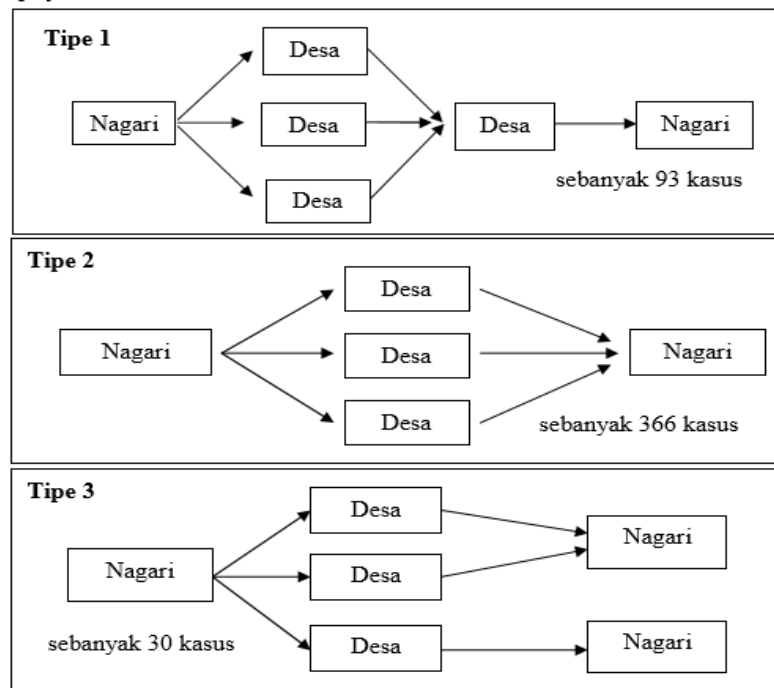 Tipe 1
Desa
Nagari
Desa
Desa
Nagari
Desa
sebanyak 93 kasus
Tipe 2
Desa
Nagari
Desa
Nagari
Desa
sebanyak 366 kasus
Tipe 3
Desa
Nagari
Nagari
Desa
Desa
Nagari
sebanyak 30 kasus